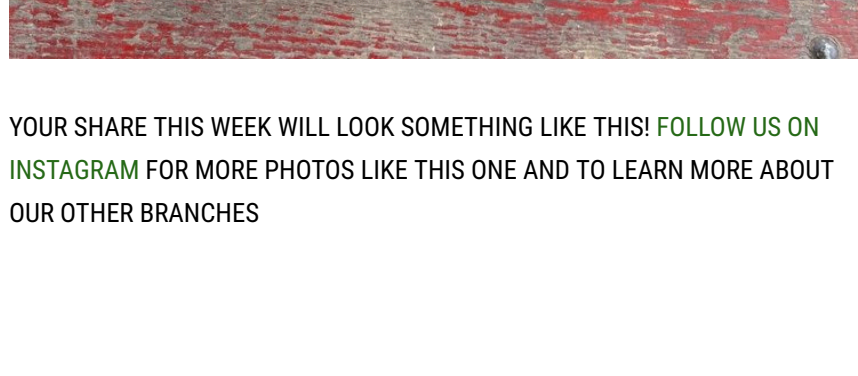 YOUR SHARE THIS WEEK WILL LOOK SOMETHING LIKE THIS! FOLLOW US ON
INSTAGRAM FOR MORE PHOTOS LIKE THIS ONE AND TO LEARN MORE ABOUT
OUR OTHER BRANCHES